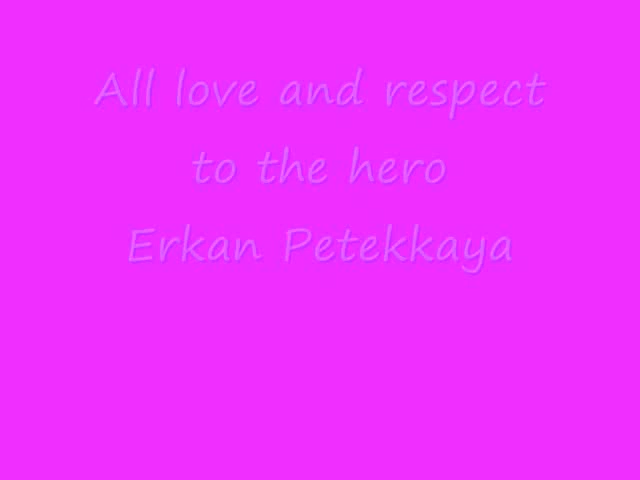 All love and respect
to the hero
Erkan Petekkaya